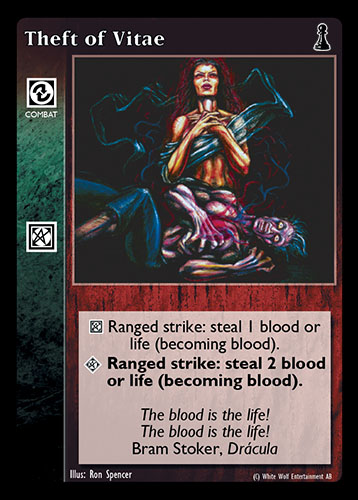 Theft of Vitae
COMBAT
Ranged strike: steal 1 blood or
life (becoming blood).
Ranged strike: steal 2 blood
or life (becoming blood).
The blood is the life!
The blood is the life!
Bram Stoker, Drácula
Illus: Ron Spencer
(C) White Wolf Entertainment AB